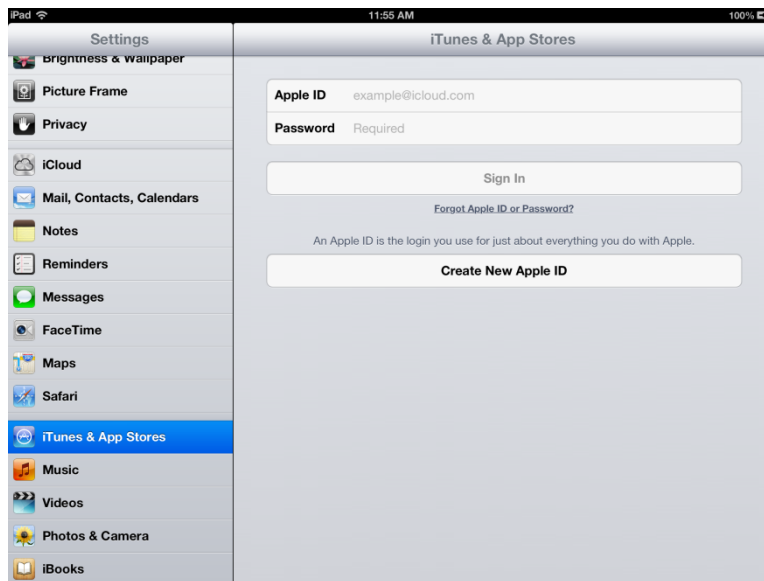 iPad 11:55 AM 100%
Settings
iTunes & App Stores
Brightness & Wallpaper
Picture Frame
Privacy
iCloud
Mail, Contacts, Calendars
Notes
Reminders
Messages
FaceTime
Maps
Safari
iTunes & App Stores
Music
Videos
Photos & Camera
iBooks
Apple ID example@icloud.com
Password Required
Sign In
Forgot Apple ID or Password?
An Apple ID is the login you use for just about everything you do with Apple.
Create New Apple ID